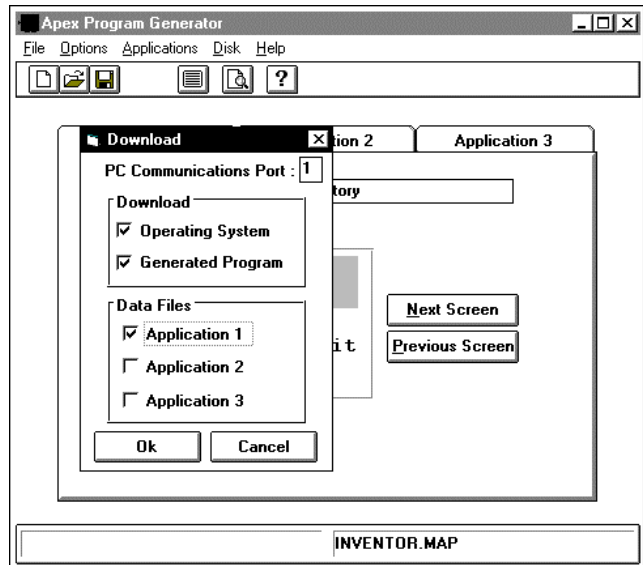 Apex Program Generator
File Options Applications Disk Help
?
Download
tion 2
Application 3
PC Communications Port : 1
tory
Download
Operating System
Generated Program
Data Files
Application 1
Application 2
Application 3
it
Next Screen
Previous Screen
Ok Cancel
INVENTOR.MAP